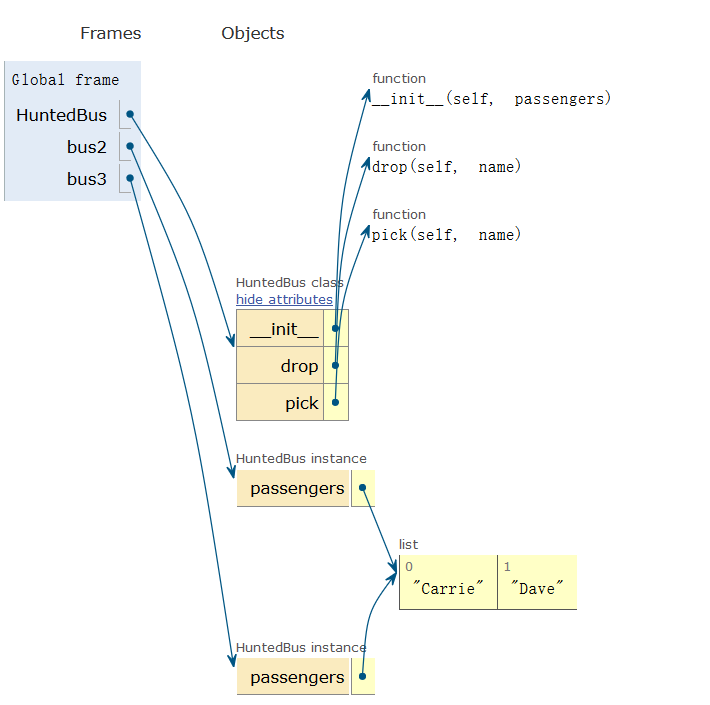 Frames
Objects
Global frame
HuntedBus
bus2
bus3
function
__init__(self, passengers)
function
drop(self, name)
function
pick(self, name)
HuntedBus class
hide attributes
__init__
drop
pick
HuntedBus instance
passengers
list
0
1
"Carrie"
"Dave"
HuntedBus instance
passengers